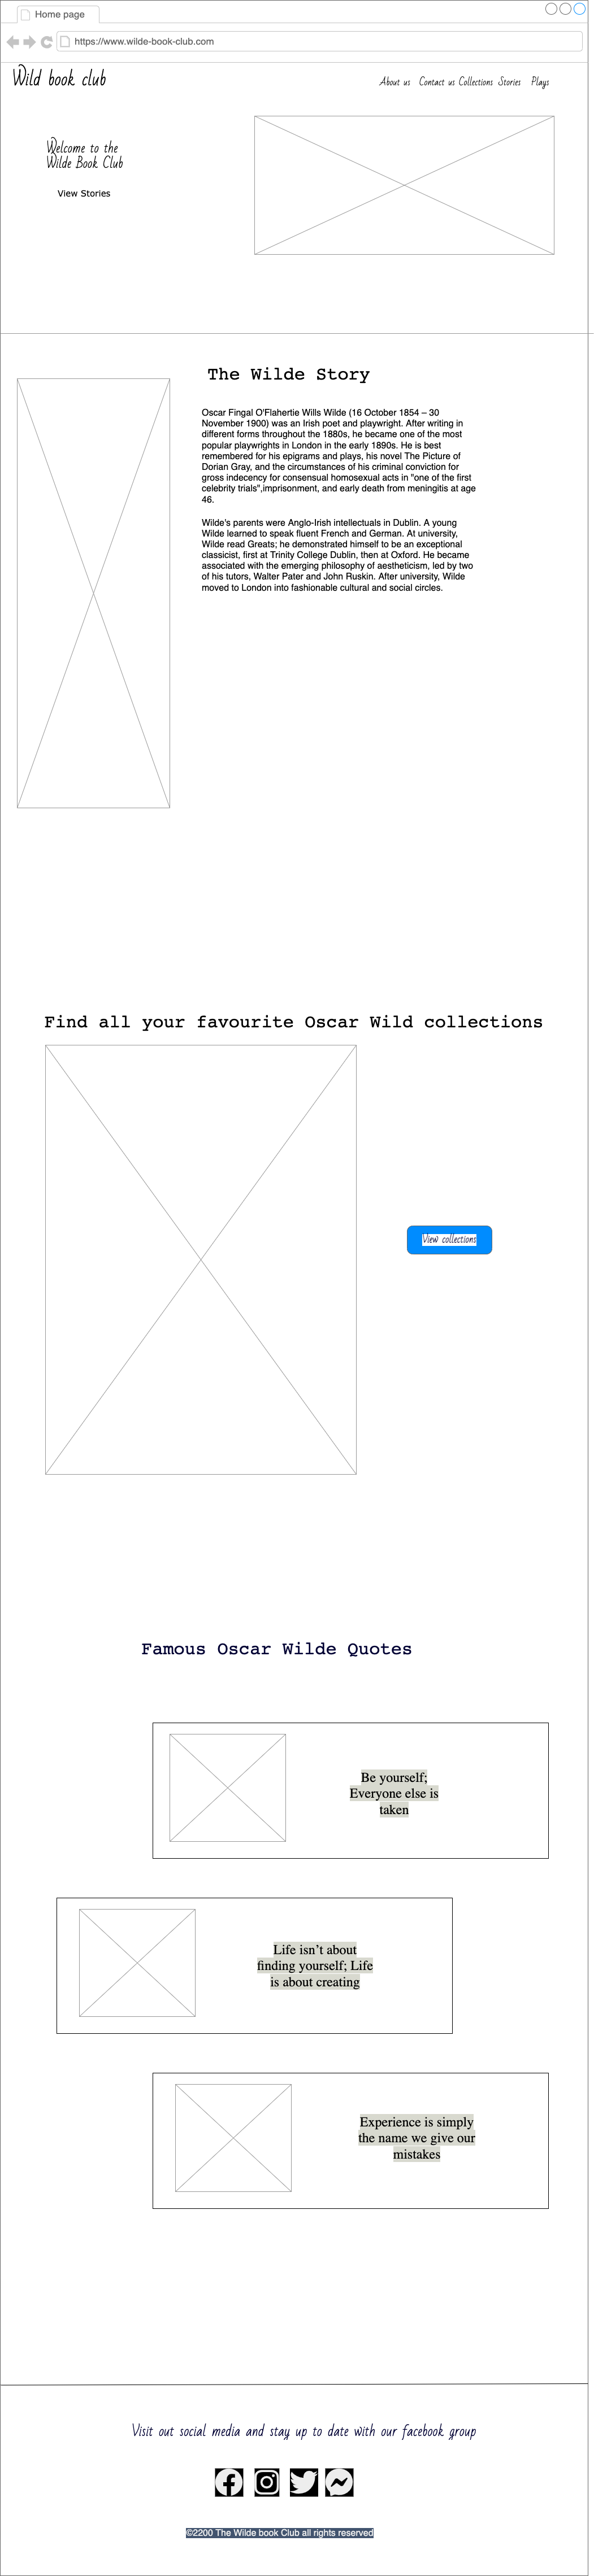 Home page
https://www.wilde-book-club.com
Wild book club
About us Contact us Collections Stories Plays
Welcome to the
Wilde Book Club
View Stories
The Wilde Story
Oscar Fingal O'Flahertie Wills Wilde (16 October 1854 – 30
November 1900) was an Irish poet and playwright. After writing in
different forms throughout the 1880s, he became one of the most
popular playwrights in London in the early 1890s. He is best
remembered for his epigrams and plays, his novel The Picture of
Dorian Gray, and the circumstances of his criminal conviction for
gross indecency for consensual homosexual acts in "one of the first
celebrity trials",imprisonment, and early death from meningitis at age
46.
Wilde's parents were Anglo-Irish intellectuals in Dublin. A young
Wilde learned to speak fluent French and German. At university,
Wilde read Greats; he demonstrated himself to be an exceptional
classicist, first at Trinity College Dublin, then at Oxford. He became
associated with the emerging philosophy of aestheticism, led by two
of his tutors, Walter Pater and John Ruskin. After university, Wilde
moved to London into fashionable cultural and social circles.
Find all your favourite Oscar Wild collections
View collections
Famous Oscar Wilde Quotes
Be yourself;
Everyone else is
taken
Life isn't about
finding yourself; Life
is about creating
Experience is simply
the name we give our
mistakes
Visit out social media and stay up to date with our facebook group
©2200 The Wilde book Club all rights reserved